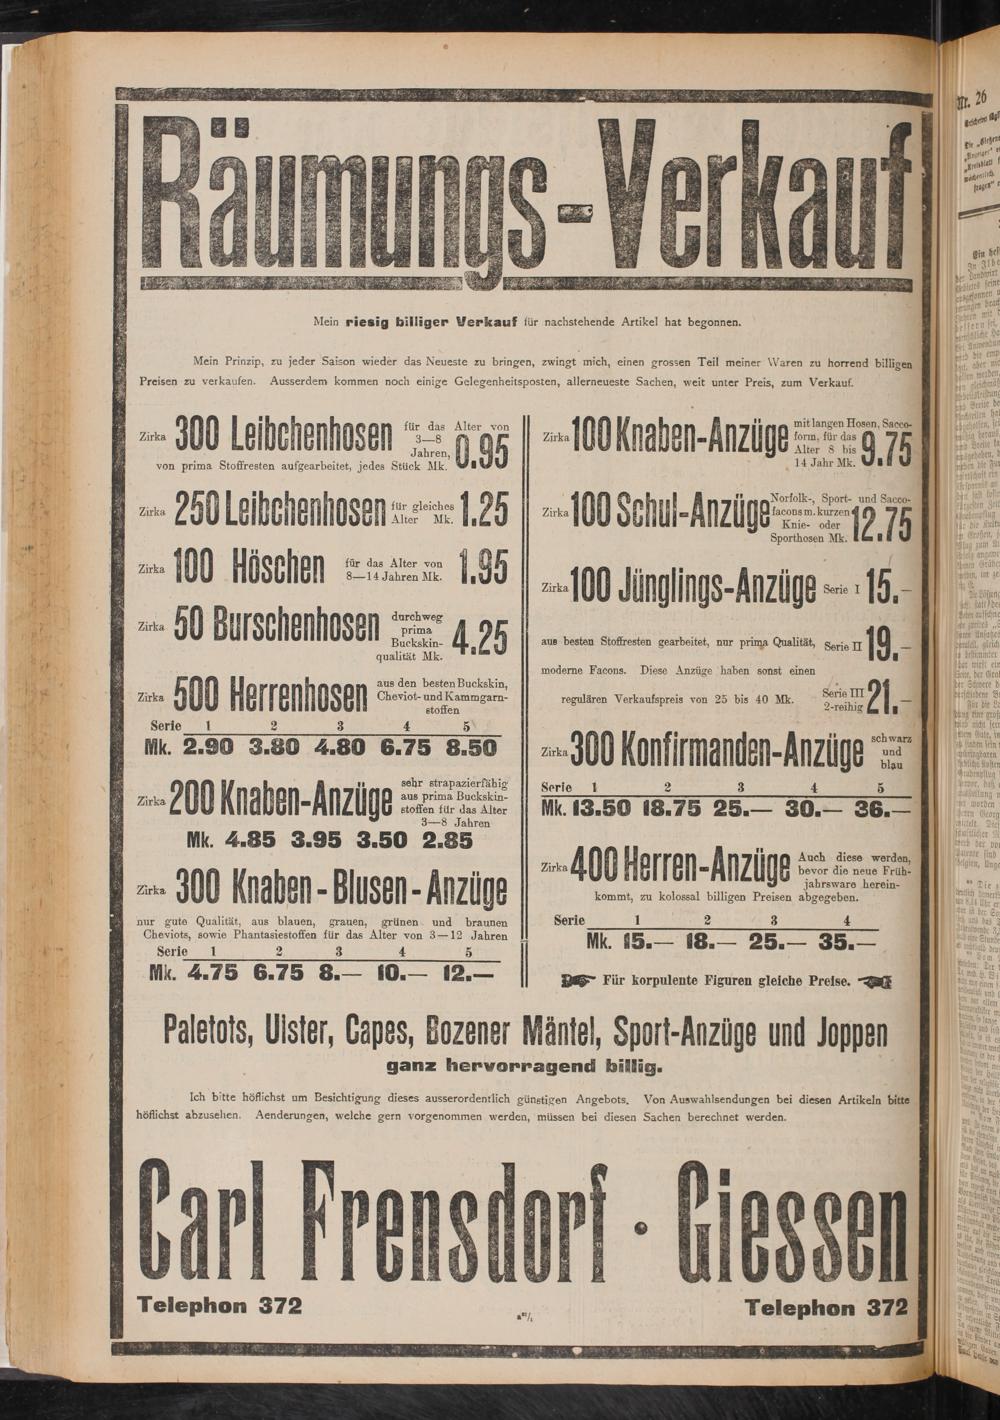 Räumungs-Verkauf
Mein riesig billiger Verkauf für nachstehende Artikel hat begonnen.
Mein Prinzip, zu jeder Saison wieder das Neueste zu bringen, zwingt mich, einen grossen Teil meiner Waren zu horrend billigen
Preisen zu verkaufen. Ausserdem kommen noch einige Gelegenheitsposten, allerneueste Sachen, weit unter Preis, zum Verkauf.
Zirka 300 Leibchenhosen für das Alter von 3—8 Jahren, 0.95
von prima Stoffresten aufgearbeitet, jedes Stück Mk.
Zirka 250 Leibchenhosen für gleiches Alter Mk. 1.25
Zirka 100 Höschen für das Alter von 8—14 Jahren Mk. 1.95
Zirka 50 Burschenhosen durchweg prima Buckskin-qualität Mk. 4.25
Zirka 500 Herrenhosen aus den besten Buckskin, Cheviot- und Kammgarn-stoffen
Serie 1 2 3 4 5
Mk. 2.90 3.80 4.80 6.75 8.50
Zirka 200 Knaben-Anzüge sehr strapazierfähig aus prima Buckskin-stoffen für das Alter 3—8 Jahren
Mk. 4.85 3.95 3.50 2.85
Zirka 300 Knaben-Blusen-Anzüge
nur gute Qualität, aus blauen, grauen, grünen und braunen
Cheviots, sowie Phantasiestoffen für das Alter von 3—12 Jahren
Serie 1 2 3 4 5
Mk. 4.75 6.75 8.— 10.— 12.—
Zirka 100 Knaben-Anzüge mit langen Hosen, Sacco-form, für das Alter 8 bis 14 Jahr Mk. 9.75
Zirka 100 Schul-Anzüge Norfolk-, Sport- und Sacco-facons m. kurzen Knie- oder Sporthosen Mk. 12.75
Zirka 100 Jünglings-Anzüge Serie I 15.—
aus besten Stoffresten gearbeitet, nur prima Qualität, Serie II 19.—
moderne Facons. Diese Anzüge haben sonst einen
regulären Verkaufspreis von 25 bis 40 Mk. Serie III 2-reihig 21.—
Zirka 300 Konfirmanden-Anzüge schwarz und blau
Serie 1 2 3 4 5
Mk. 13.50 18.75 25.— 30.— 36.—
Zirka 400 Herren-Anzüge Auch diese werden, bevor die neue Früh-jahrsware herein-
kommt, zu kolossal billigen Preisen abgegeben.
Serie 1 2 3 4
Mk. 15.— 18.— 25.— 35.—
Für korpulente Figuren gleiche Preise.
Paletots, Ulster, Capes, Bozener Mäntel, Sport-Anzüge und Joppen
ganz hervorragend billig.
Ich bitte höflichst um Besichtigung dieses ausserordentlich günstigen Angebots. Von Auswahlsendungen bei diesen Artikeln bitte
höflichst abzusehen. Aenderungen, welche gern vorgenommen werden, müssen bei diesen Sachen berechnet werden.
Carl Frensdorf · Giessen
Telephon 372
Telephon 372
Nr. 26